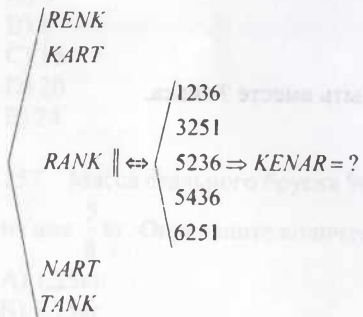 RENK
KART
1236
3251
RANK || ⇔ 5236 ⇒ KENAR = ?
5436
6251
NART
TANK